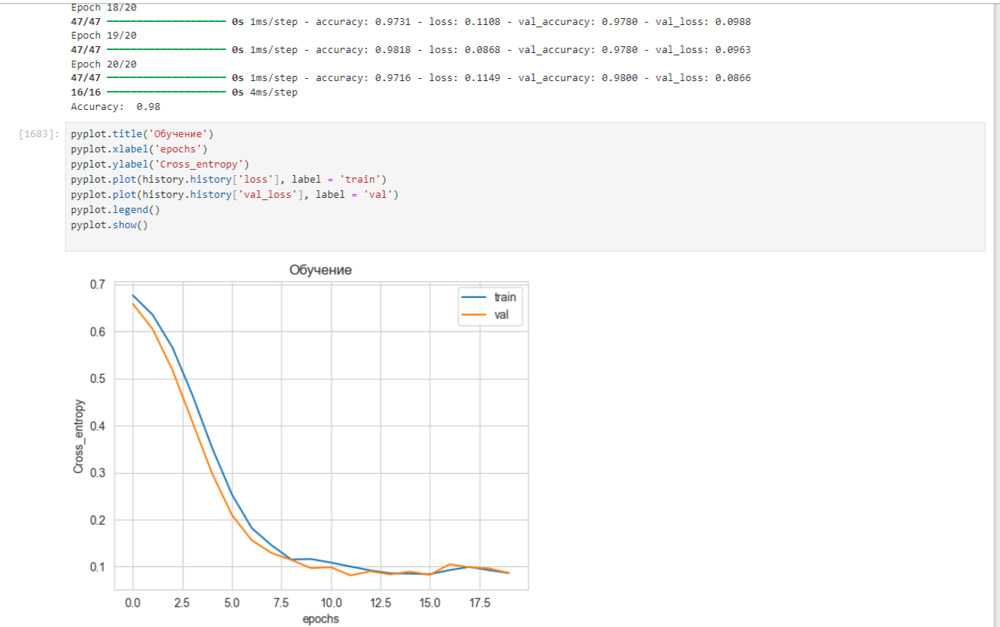 Epoch 18/20
47/47 ━━━━━━━━━━━━━━━━━━━━ 0s 1ms/step - accuracy: 0.9731 - loss: 0.1108 - val_accuracy: 0.9780 - val_loss: 0.0988
Epoch 19/20
47/47 ━━━━━━━━━━━━━━━━━━━━ 0s 1ms/step - accuracy: 0.9818 - loss: 0.0868 - val_accuracy: 0.9780 - val_loss: 0.0963
Epoch 20/20
47/47 ━━━━━━━━━━━━━━━━━━━━ 0s 1ms/step - accuracy: 0.9716 - loss: 0.1149 - val_accuracy: 0.9800 - val_loss: 0.0866
16/16 ━━━━━━━━━━━━━━━━━━━━ 0s 4ms/step
Accuracy:  0.98
[1683]: pyplot.title('Обучение')
pyplot.xlabel('epochs')
pyplot.ylabel('Cross_entropy')
pyplot.plot(history.history['loss'], label = 'train')
pyplot.plot(history.history['val_loss'], label = 'val')
pyplot.legend()
pyplot.show()
Обучение
train
val
0.7
0.6
0.5
0.4
0.3
0.2
0.1
Cross_entropy
0.0 2.5 5.0 7.5 10.0 12.5 15.0 17.5
epochs